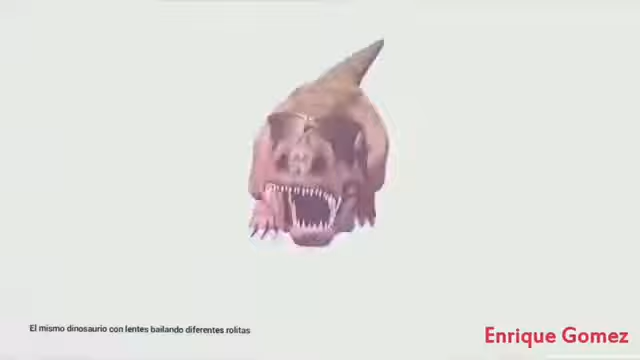 El mismo dinosaurio con lentes bailando diferentes rolitas
Enrique Gomez